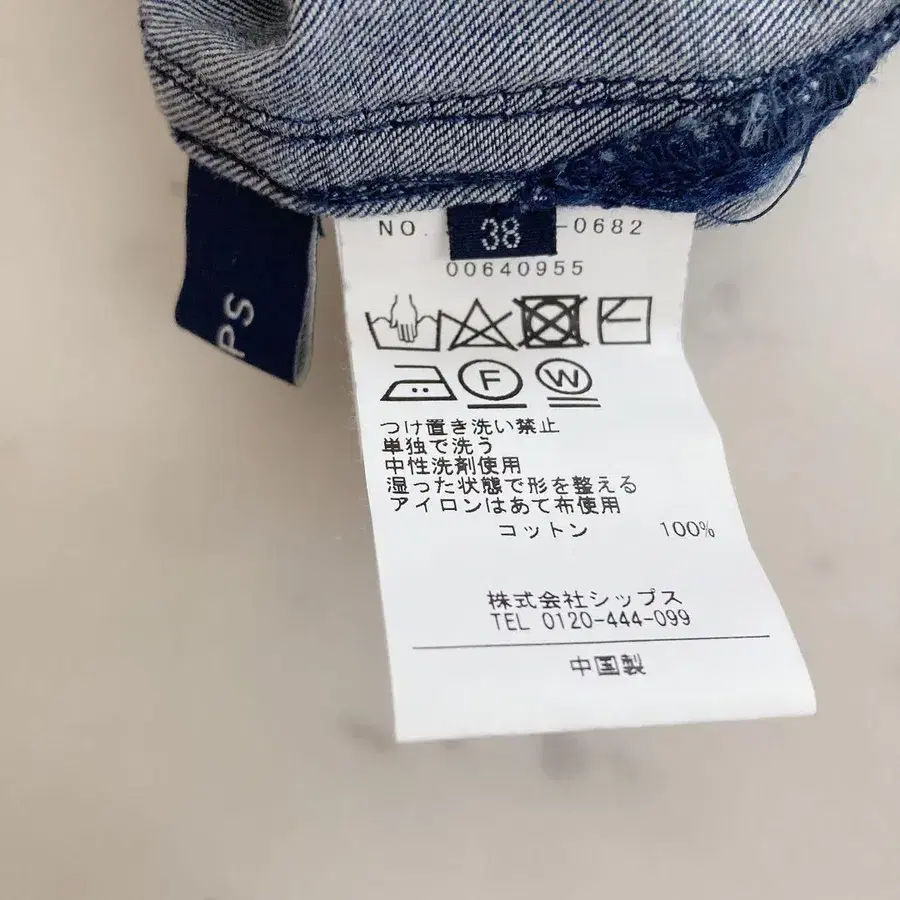 NO. 38 -0682
00640955
PS
F W
つけ置き洗い禁止
単独で洗う
中性洗剤使用
湿った状態で形を整える
アイロンはあて布使用
コットン 100%
株式会社シップス
TEL 0120-444-099
中国製